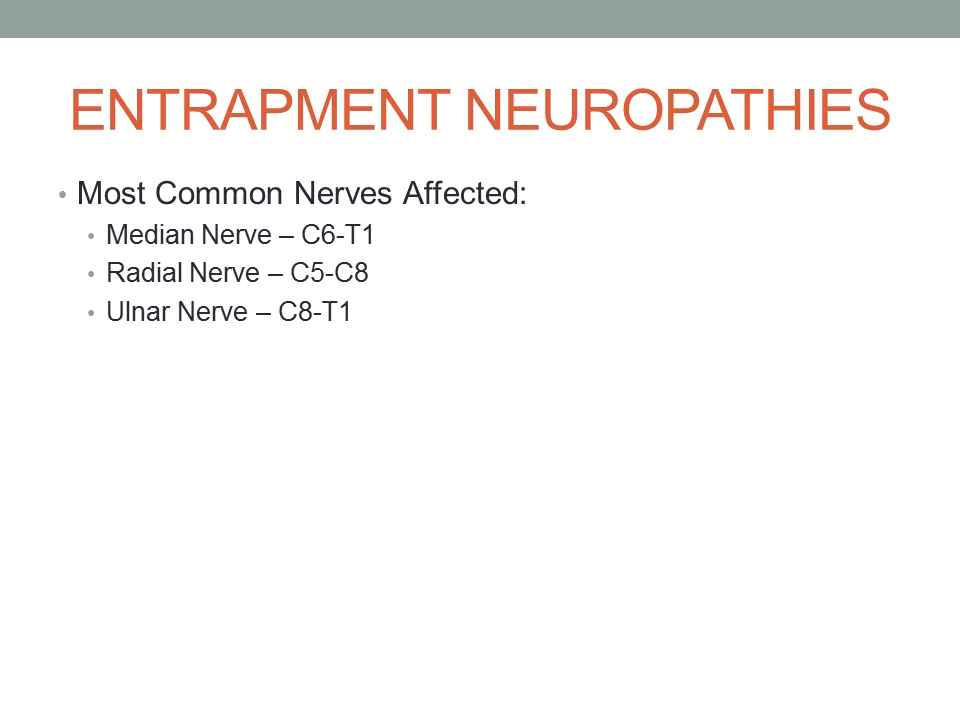 ENTRAPMENT NEUROPATHIES
• Most Common Nerves Affected:
• Median Nerve – C6-T1
• Radial Nerve – C5-C8
• Ulnar Nerve – C8-T1